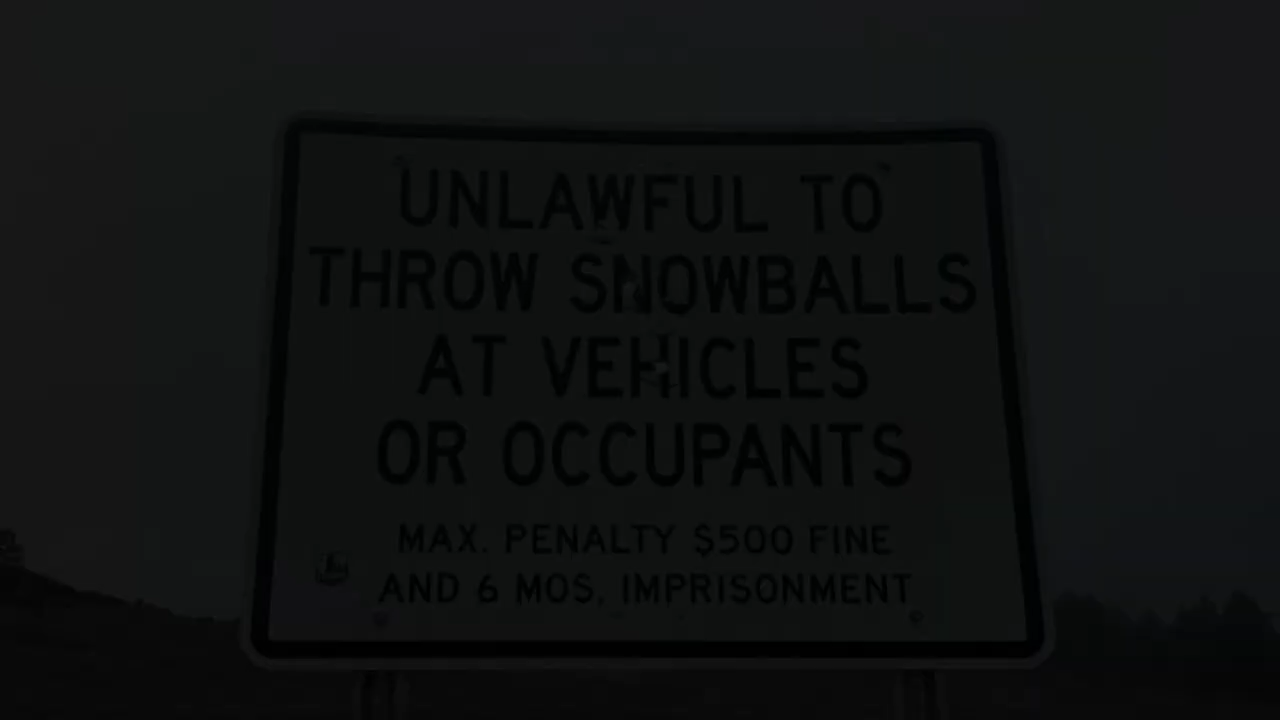 UNLAWFUL TO
THROW SNOWBALLS
AT VEHICLES
OR OCCUPANTS
MAX. PENALTY $500 FINE
AND 6 MOS. IMPRISONMENT